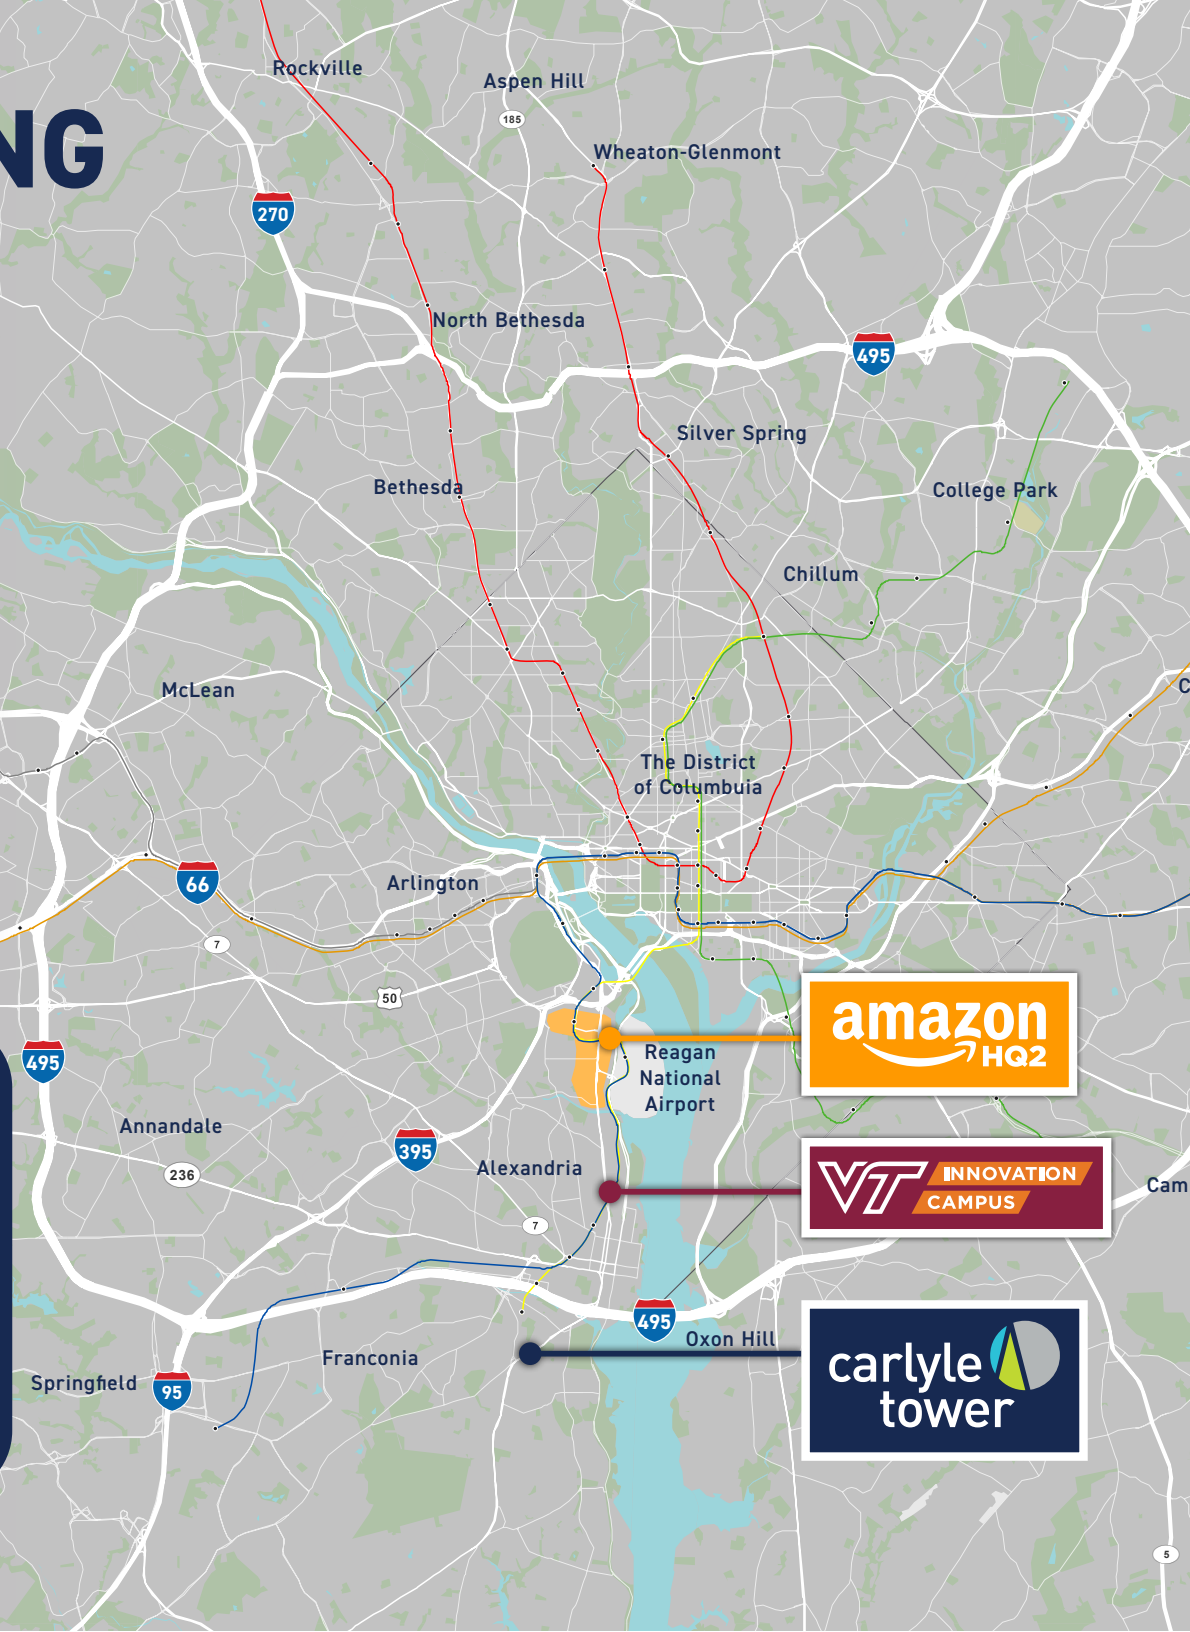 NG
Rockville
Aspen Hill
185
Wheaton-Glenmont
270
North Bethesda
495
Silver Spring
Bethesda
College Park
Chillum
McLean
C
The District
of Columbuia
Arlington
66
7
50
amazon
HQ2
495
Reagan
National
Airport
Annandale
395
236
Alexandria
VT INNOVATION
CAMPUS
Cam
7
495
Oxon Hill
Franconia
carlyle
tower
Springfield
95
5